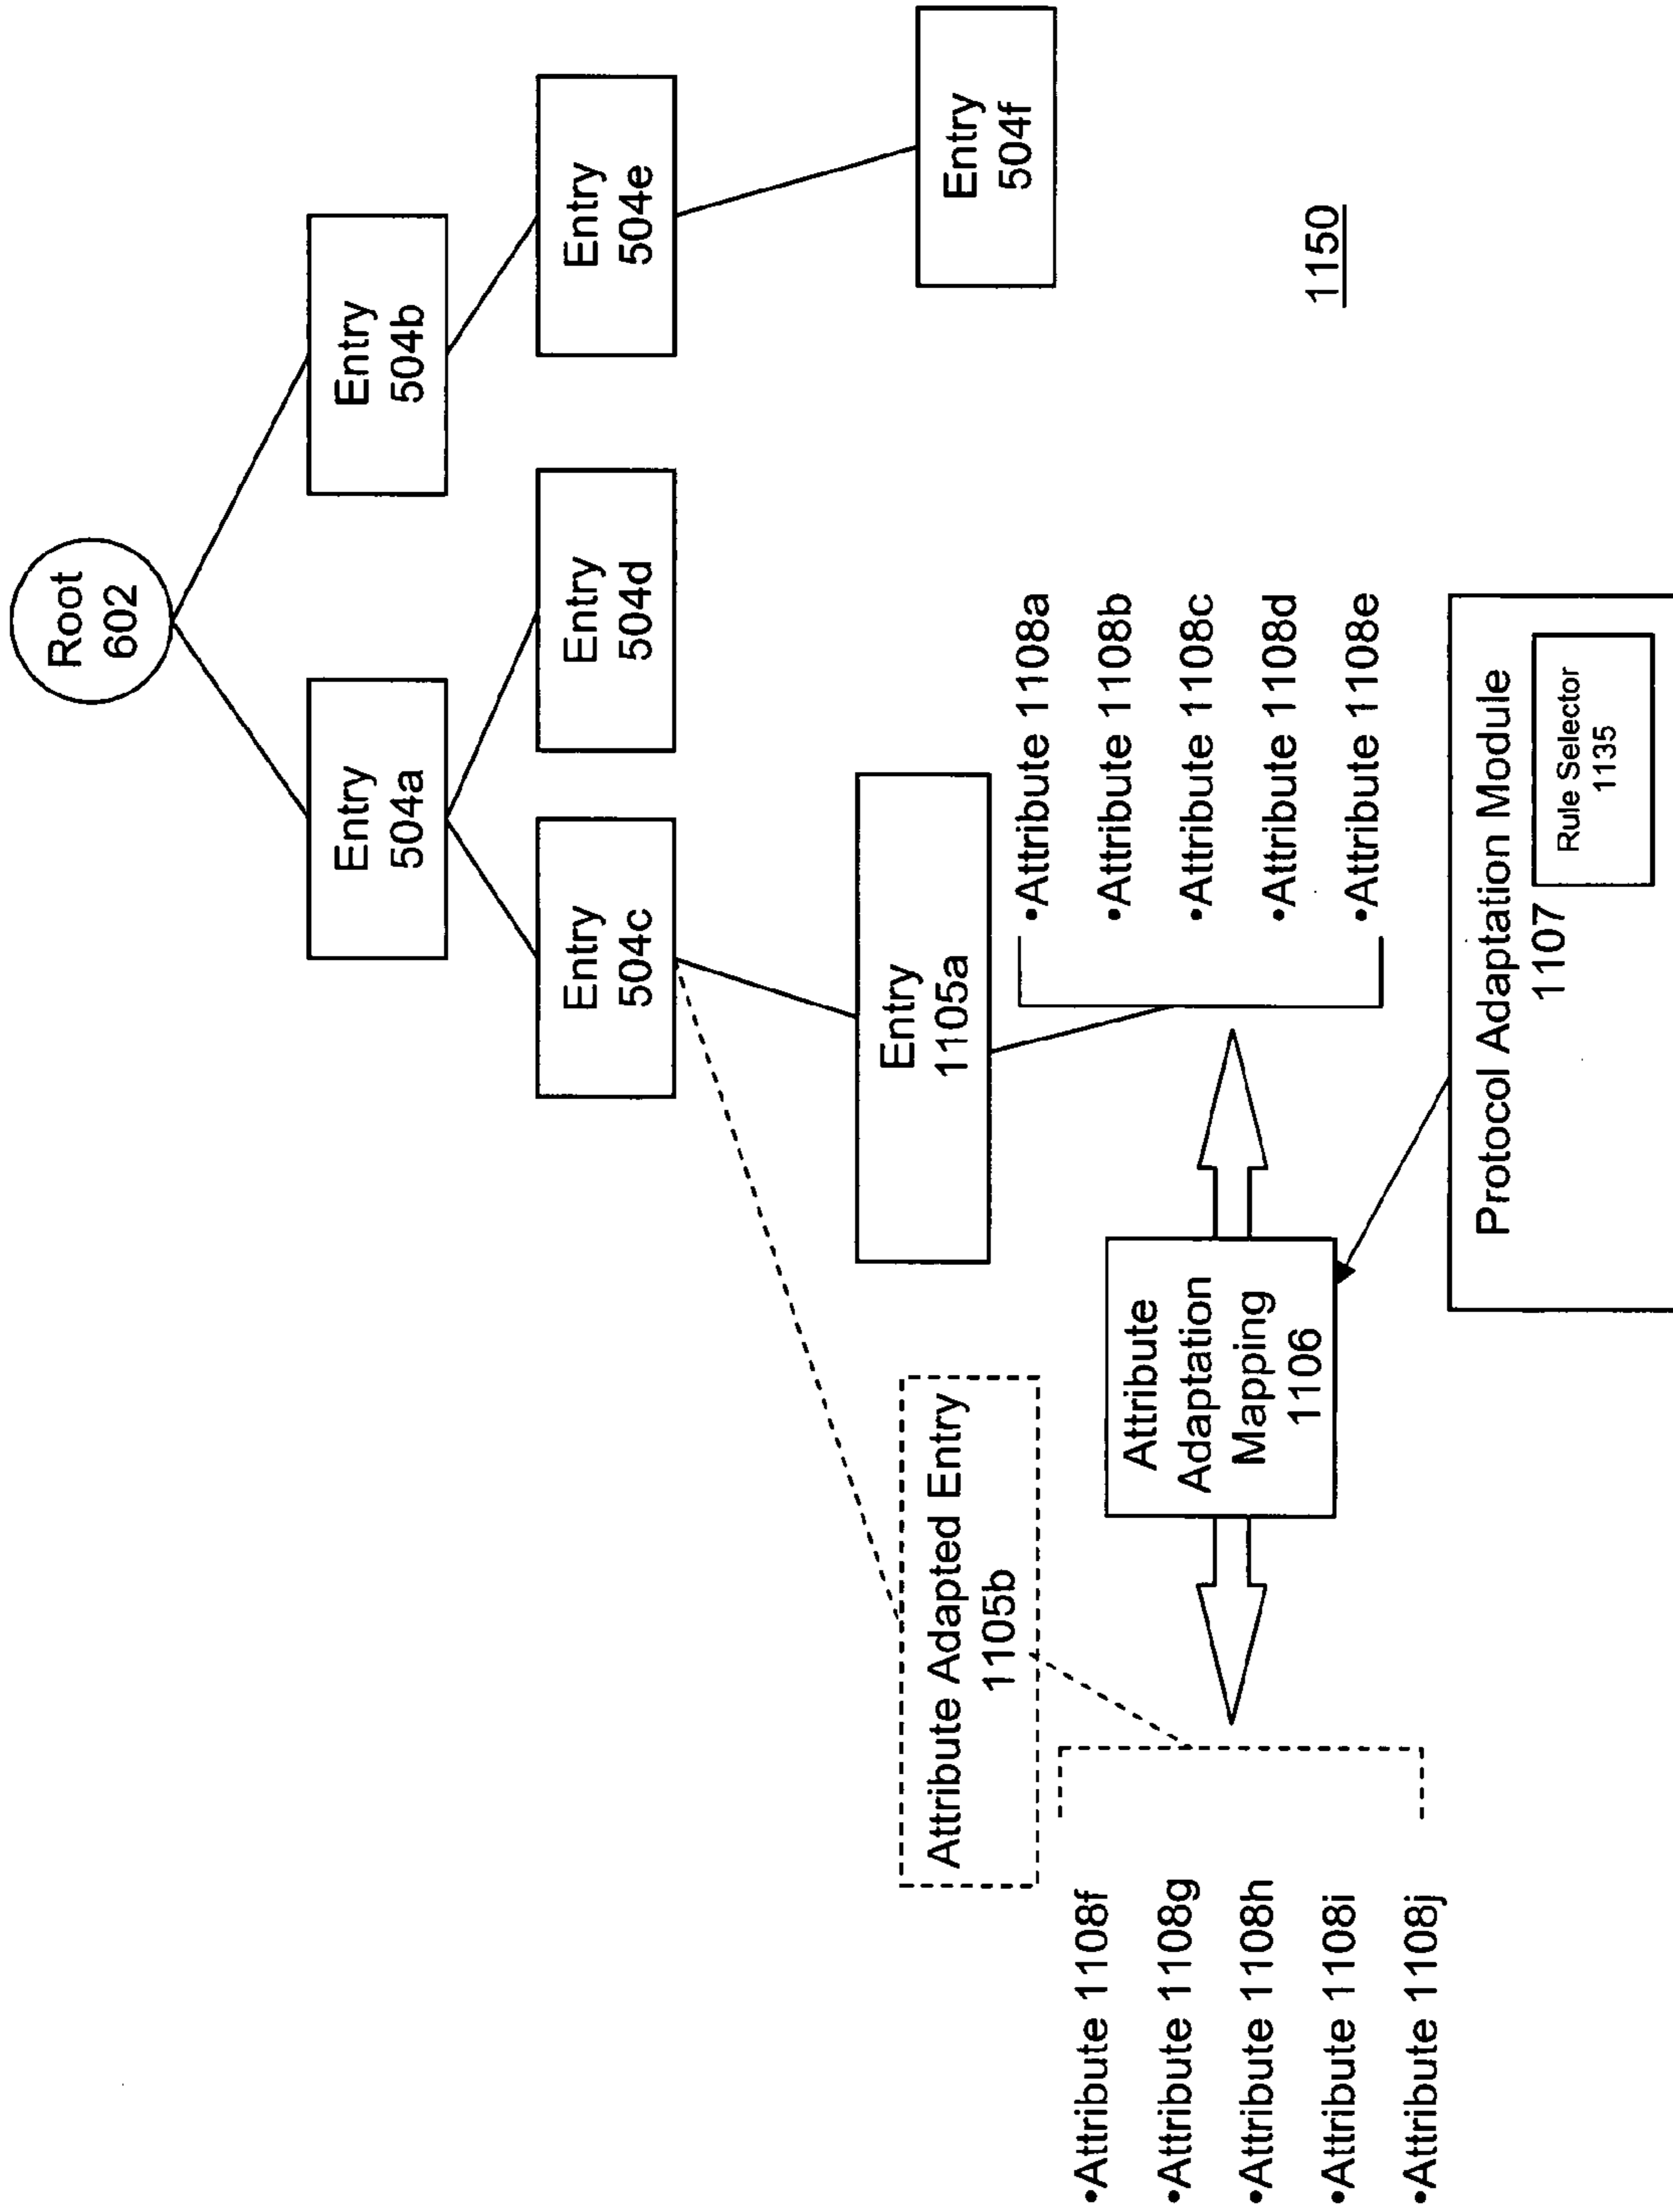 Root
602
Entry
504a
Entry
504b
Entry
504c
Entry
504d
Entry
504e
Entry
1105a
Entry
504f
Attribute Adapted Entry
1105b
•Attribute 1108f
•Attribute 1108g
•Attribute 1108h
•Attribute 1108i
•Attribute 1108j
Attribute
Adaptation
Mapping
1106
•Attribute 1108a
•Attribute 1108b
•Attribute 1108c
•Attribute 1108d
•Attribute 1108e
1150
Protocol Adaptation Module
1107
Rule Selector
1135